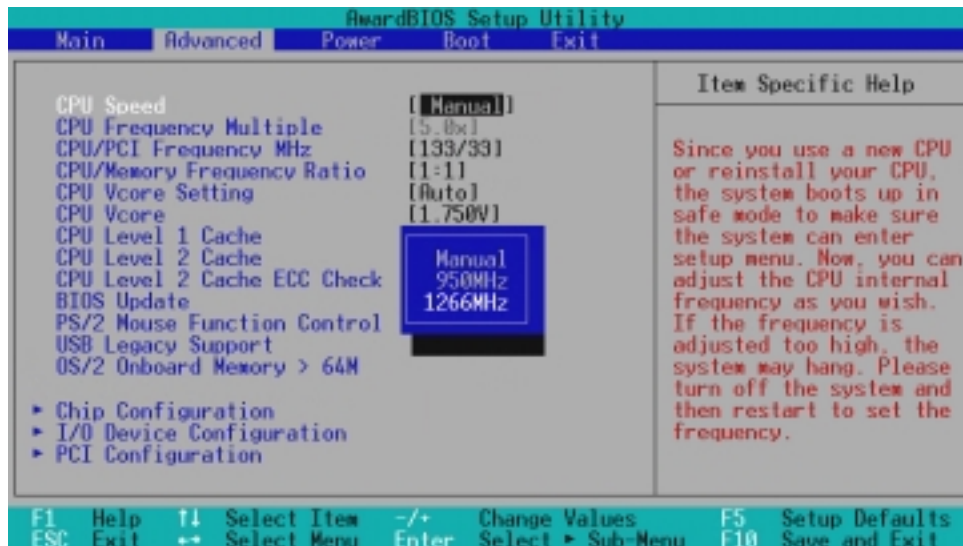 AwardBIOS Setup Utility
Main Advanced Power Boot Exit
CPU Speed [ Manual]
CPU Frequency Multiple [5.0x]
CPU/PCI Frequency MHz [133/33]
CPU/Memory Frequency Ratio [1:1]
CPU Vcore Setting [Auto]
CPU Vcore [1.750V]
CPU Level 1 Cache
CPU Level 2 Cache
CPU Level 2 Cache ECC Check
BIOS Update
PS/2 Mouse Function Control
USB Legacy Support
OS/2 Onboard Memory > 64M
Manual
950MHz
1266MHz
► Chip Configuration
► I/O Device Configuration
► PCI Configuration
Item Specific Help
Since you use a new CPU
or reinstall your CPU,
the system boots up in
safe mode to make sure
the system can enter
setup menu. Now, you can
adjust the CPU internal
frequency as you wish.
If the frequency is
adjusted too high, the
system may hang. Please
turn off the system and
then restart to set the
frequency.
F1 Help ↑↓ Select Item -/+ Change Values F5 Setup Defaults
ESC Exit ↔ Select Menu Enter Select ► Sub-Menu F10 Save and Exit